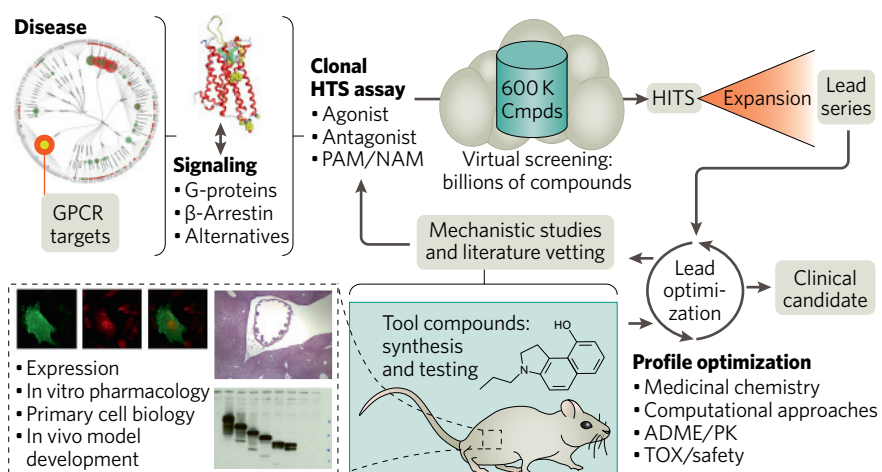 Disease
GPCR
targets
Signaling
▪ G-proteins
▪ β-Arrestin
▪ Alternatives
Clonal
HTS assay
▪ Agonist
▪ Antagonist
▪ PAM/NAM
600 K
Cmpds
Virtual screening:
billions of compounds
HITS
Expansion
Lead
series
Mechanistic studies
and literature vetting
Lead
optimi-
zation
Clinical
candidate
▪ Expression
▪ In vitro pharmacology
▪ Primary cell biology
▪ In vivo model
development
Tool compounds:
synthesis
and testing
HO
N
Profile optimization
▪ Medicinal chemistry
▪ Computational approaches
▪ ADME/PK
▪ TOX/safety